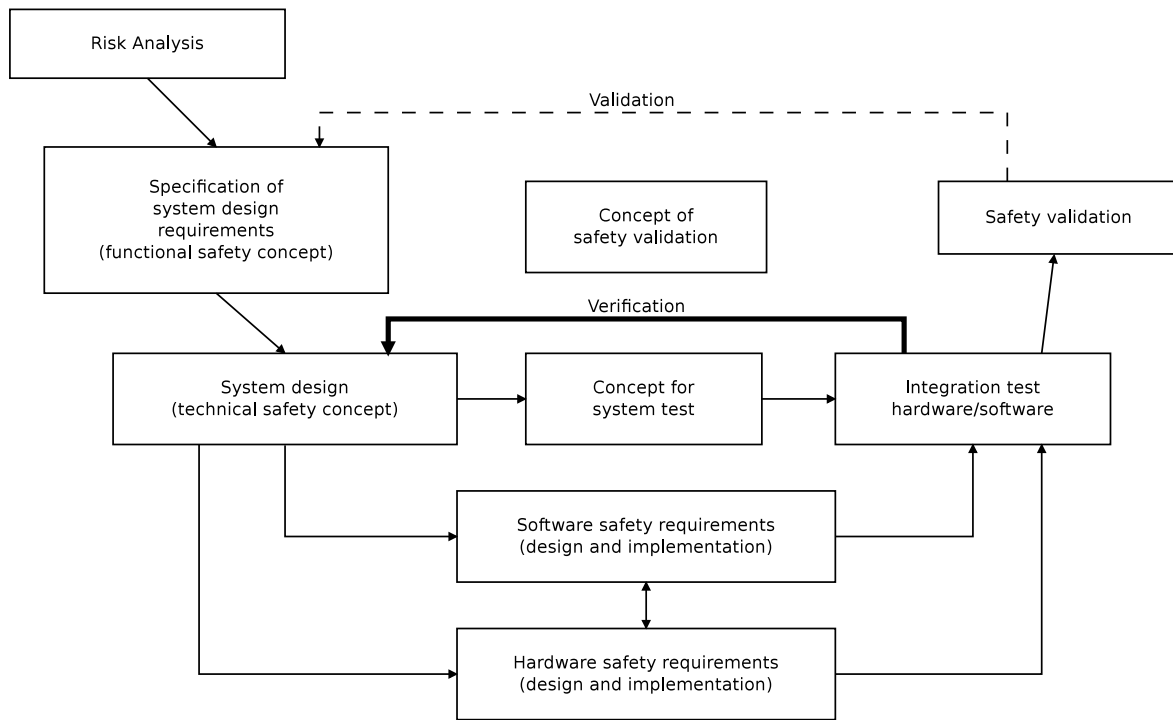 Risk Analysis
Validation
Specification of
system design
requirements
(functional safety concept)
Concept of
safety validation
Safety validation
Verification
System design
(technical safety concept)
Concept for
system test
Integration test
hardware/software
Software safety requirements
(design and implementation)
Hardware safety requirements
(design and implementation)